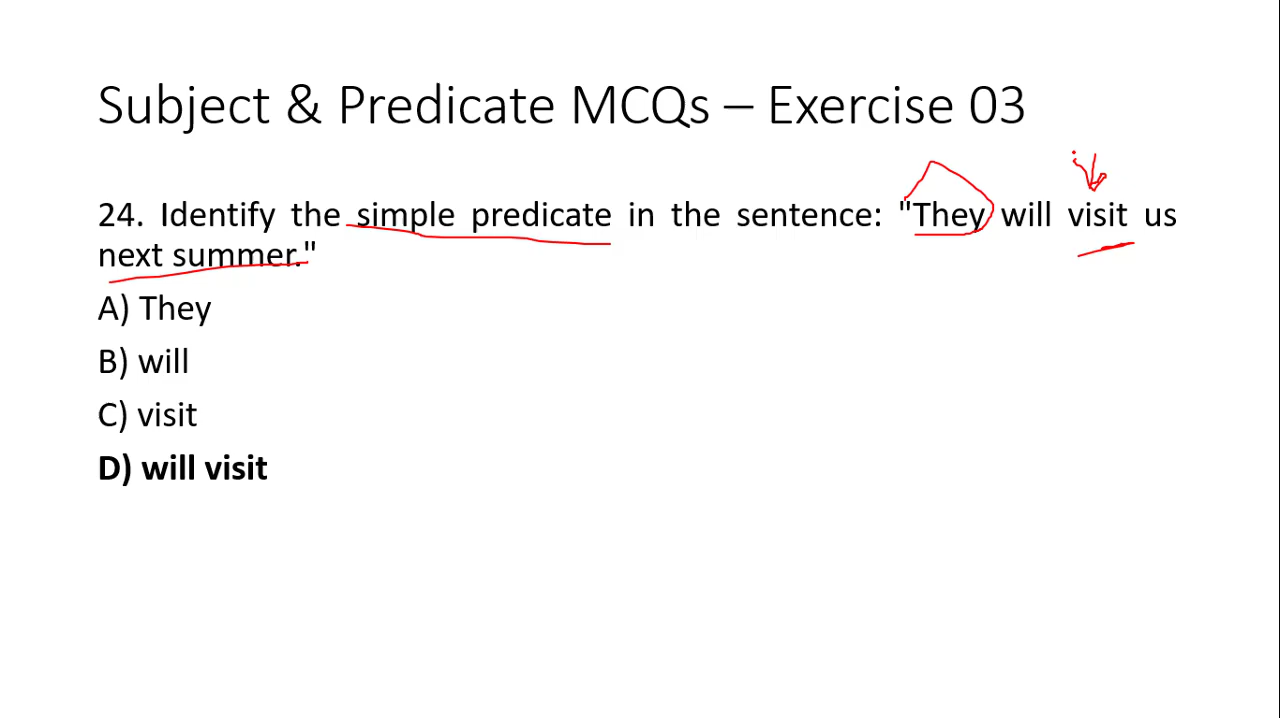 Subject & Predicate MCQs – Exercise 03
24. Identify the simple predicate in the sentence: "They will visit us
next summer."
A) They
B) will
C) visit
D) will visit